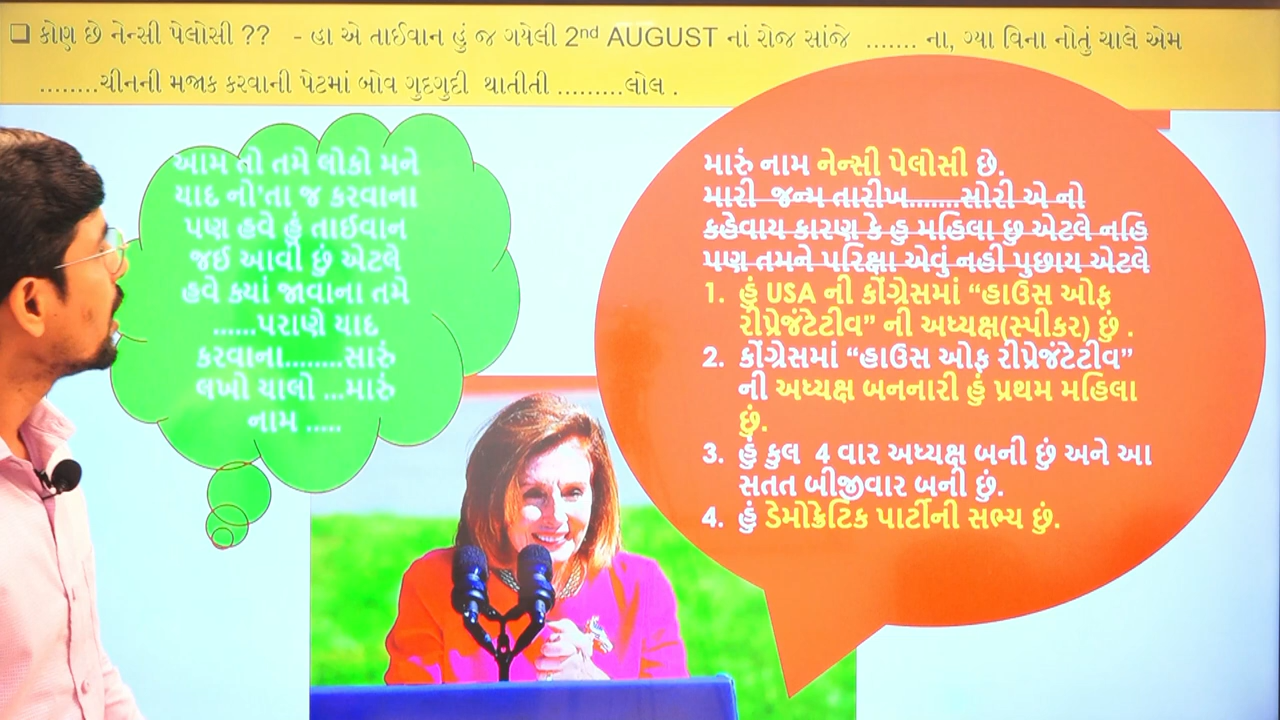 ❑ કોણ છે નેન્સી પેલોસી ?? - હા એ તાઈવાન હું જ ગયેલી 2nd AUGUST નાં રોજ સાંજે ....... ના, ગ્યા વિના નોતું ચાલે એમ
........ચીનની મજાક કરવાની પેટમાં બોવ ગુદગુદી થાતીતી .........લોલ .
આમ તો તમે લોકો મને
યાદ નો'તા જ કરવાના
પણ હવે હું તાઈવાન
જઈ આવી છું એટલે
હવે ક્યાં જાવાના તમે
......પરાણે યાદ
કરવાના........સારું
લખો ચાલો ...મારું
નામ .....
મારું નામ નેન્સી પેલોસી છે.
મારી જન્મ તારીખ.......સોરી એ નો
કહેવાય કારણ કે હુ મહિલા છુ એટલે નહિ
પણ તમને પરિક્ષા એવું નહી પુછાય એટલે
1. હું USA ની કોંગ્રેસમાં “હાઉસ ઓફ
રીપ્રેજંટેટીવ” ની અધ્યક્ષ(સ્પીકર) છું .
2. કોંગ્રેસમાં “હાઉસ ઓફ રીપ્રેજંટેટીવ”
ની અધ્યક્ષ બનનારી હું પ્રથમ મહિલા
છું.
3. હું કુલ 4 વાર અધ્યક્ષ બની છું અને આ
સતત બીજીવાર બની છું.
4. હું ડેમોક્રેટિક પાર્ટીની સભ્ય છું.